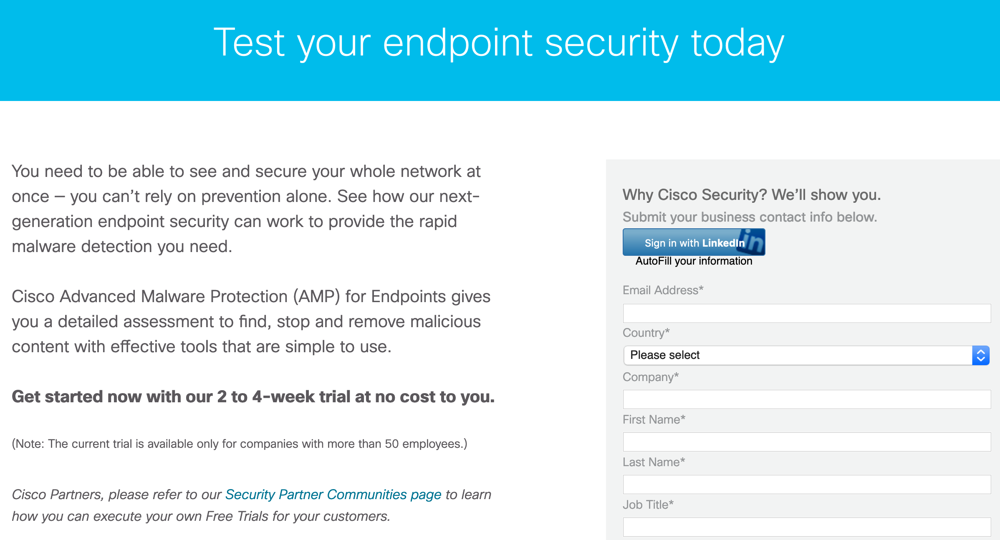 Test your endpoint security today
You need to be able to see and secure your whole network at
once – you can’t rely on prevention alone. See how our next-
generation endpoint security can work to provide the rapid
malware detection you need.
Cisco Advanced Malware Protection (AMP) for Endpoints gives
you a detailed assessment to find, stop and remove malicious
content with effective tools that are simple to use.
Get started now with our 2 to 4-week trial at no cost to you.
(Note: The current trial is available only for companies with more than 50 employees.)
Cisco Partners, please refer to our Security Partner Communities page to learn
how you can execute your own Free Trials for your customers.
Why Cisco Security? We’ll show you.
Submit your business contact info below.
Sign in with LinkedIn
in
AutoFill your information
Email Address*
Country*
Please select
Company*
First Name*
Last Name*
Job Title*